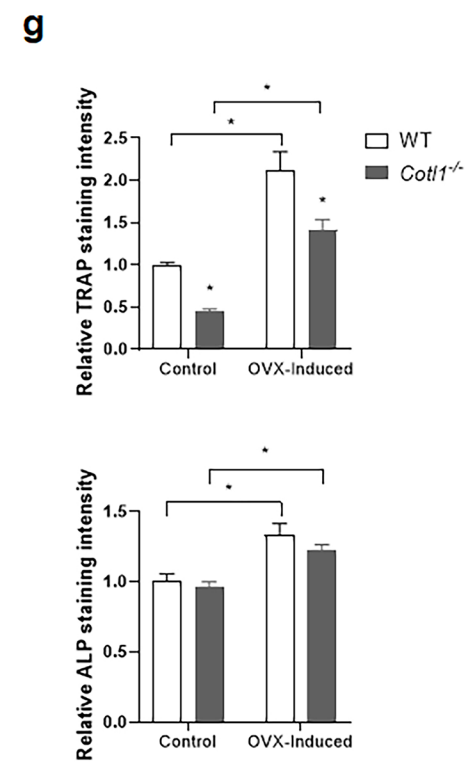 g
*
*
Relative TRAP staining intensity
2.5
2.0
1.5
1.0
0.5
0.0
*
*
Control
OVX-Induced
WT
Cotl1-/-
*
*
Relative ALP staining intensity
1.5
1.0
0.5
0.0
Control
OVX-Induced